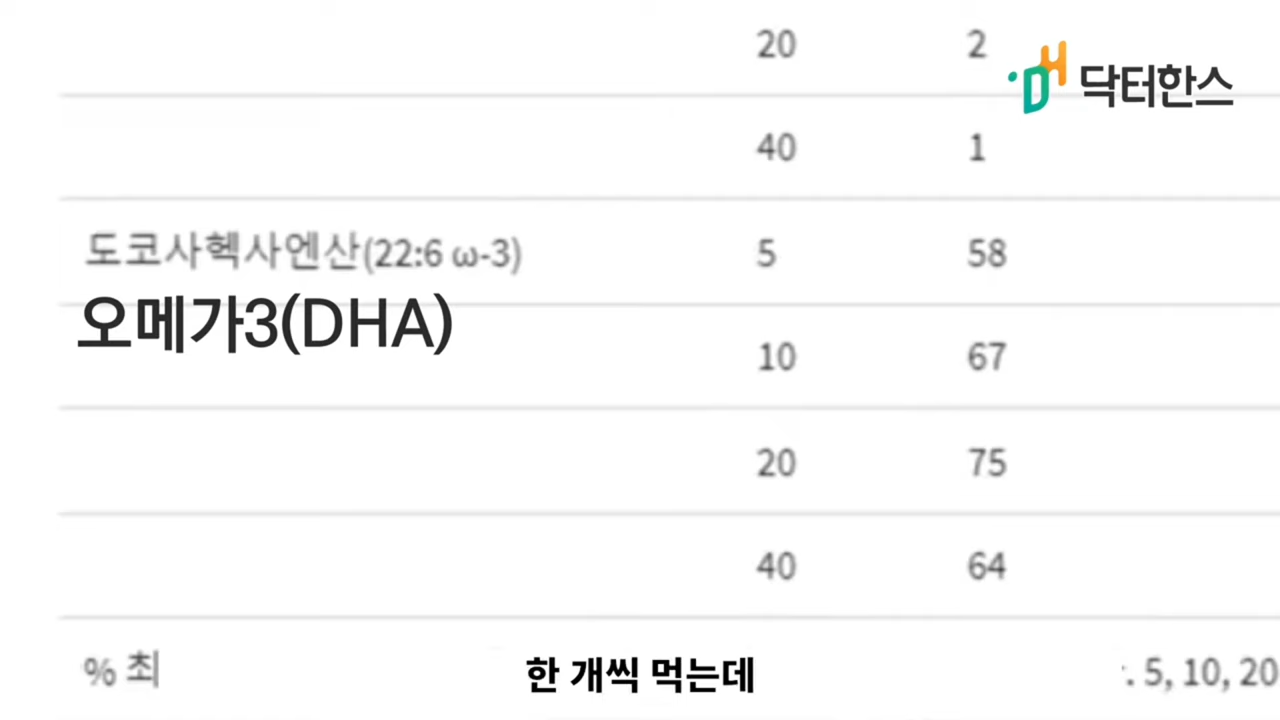 20 2
닥터한스
40 1
도코사헥사엔산(22:6 ω-3) 5 58
오메가3(DHA)
10 67
20 75
40 64
% 최
한 개씩 먹는데
. 5, 10, 20